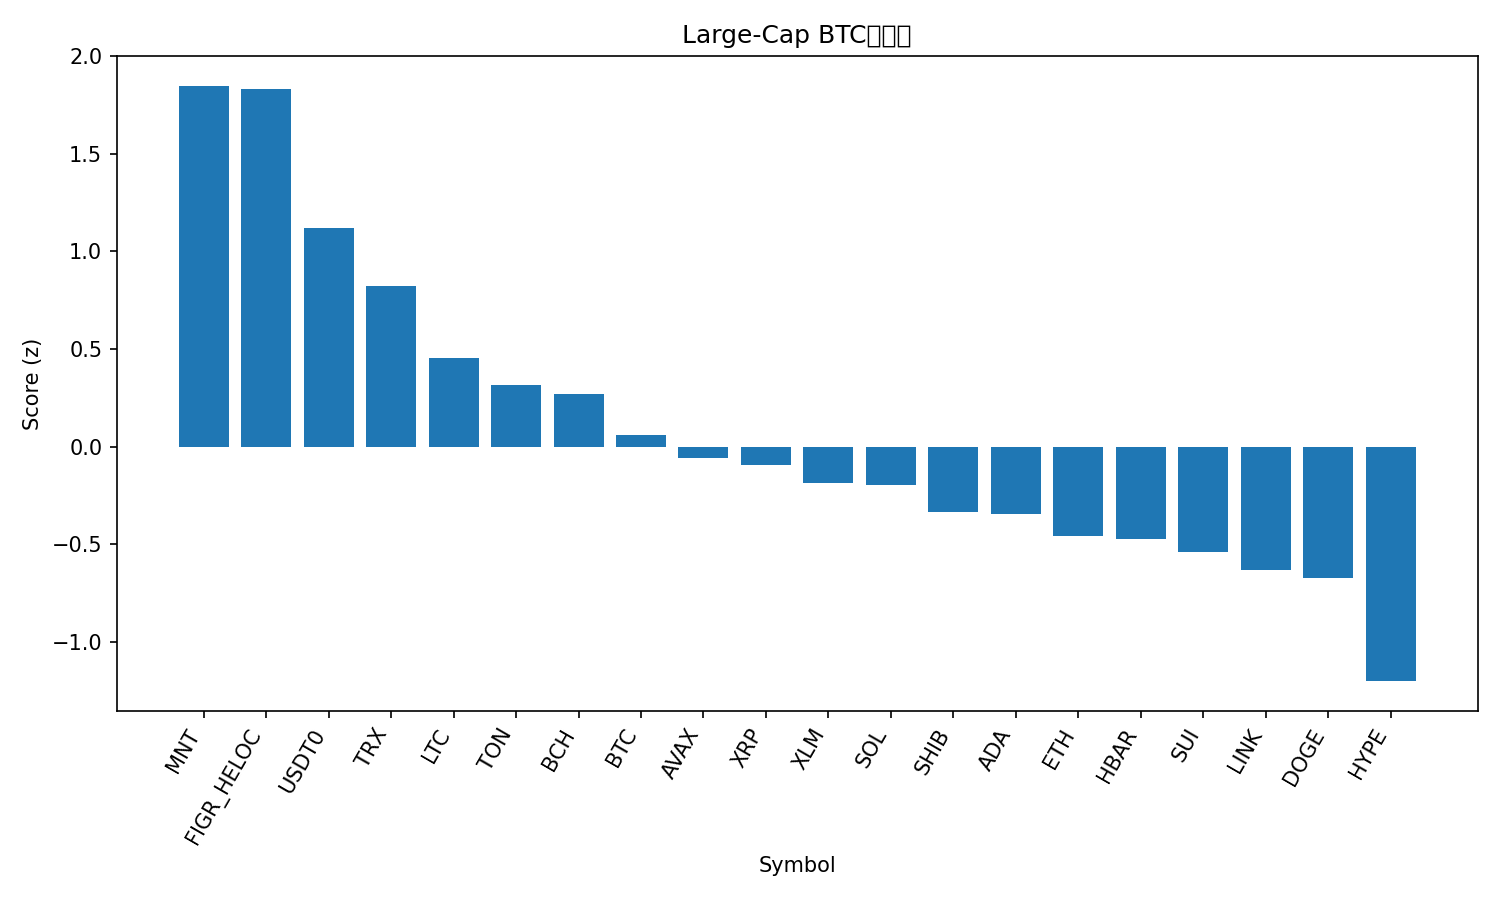 Large-Cap BTC
Score (z)
2.0
1.5
1.0
0.5
0.0
−0.5
−1.0
MNT
FIGR_HELOC
USDT0
TRX
LTC
TON
BCH
BTC
AVAX
XRP
XLM
SOL
SHIB
ADA
ETH
HBAR
SUI
LINK
DOGE
HYPE
Symbol